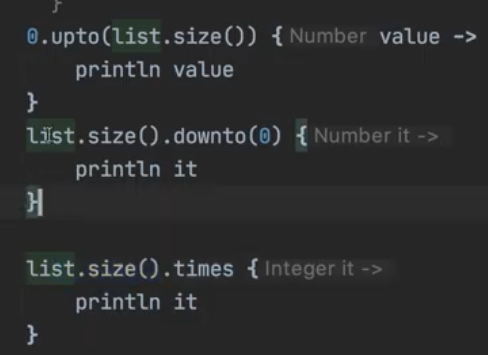 }
0.upto(list.size()) { Number value ->
println value
}
list.size().downto(0) { Number it ->
println it
}
list.size().times { Integer it ->
println it
}